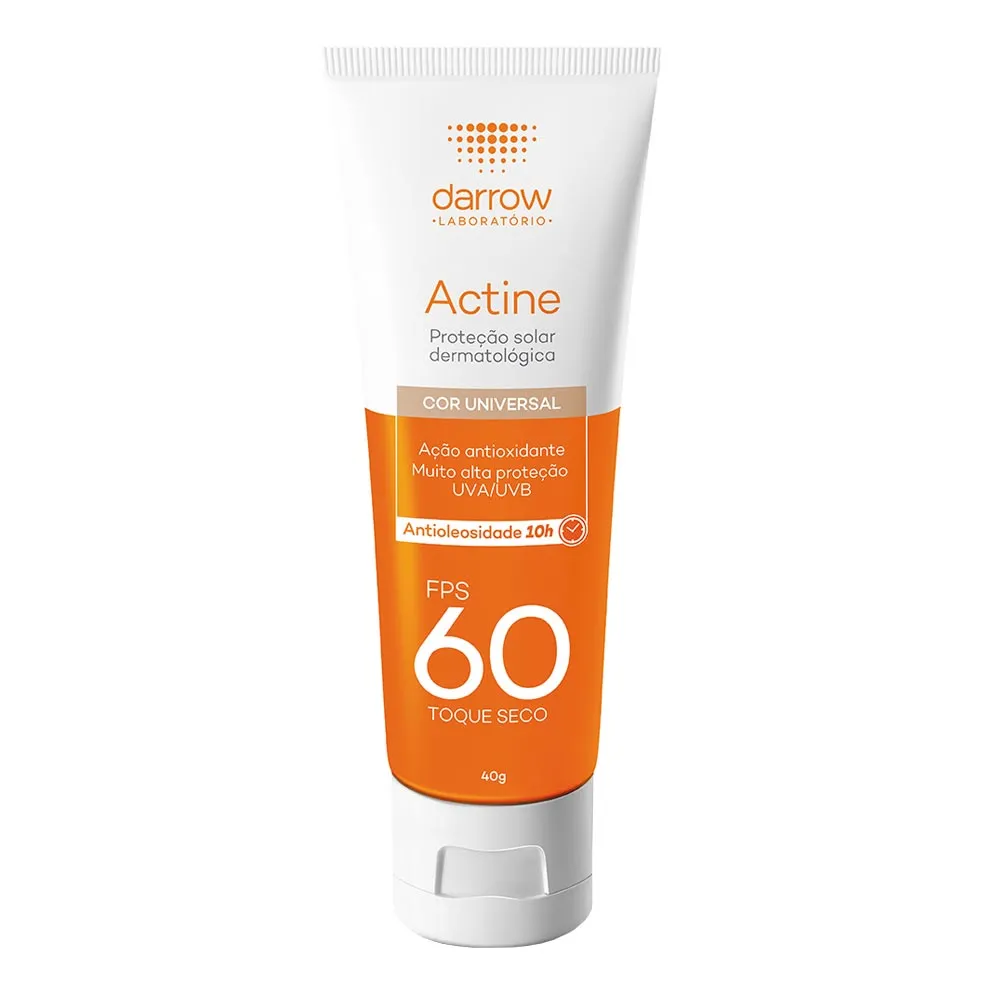 darrow
•LABORATÓRIO•
Actine
Proteção solar
dermatológica
COR UNIVERSAL
Ação antioxidante
Muito alta proteção
UVA/UVB
Antioleosidade 10h
FPS
60
TOQUE SECO
40g